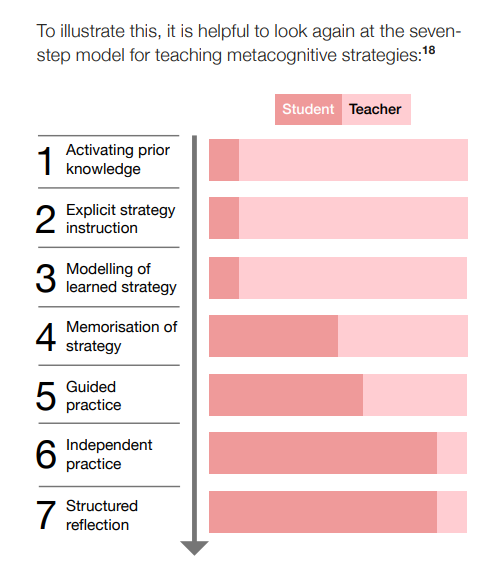 To illustrate this, it is helpful to look again at the seven-
step model for teaching metacognitive strategies:18
Student Teacher
1 Activating prior
knowledge
2 Explicit strategy
instruction
3 Modelling of
learned strategy
4 Memorisation of
strategy
5 Guided
practice
6 Independent
practice
7 Structured
reflection